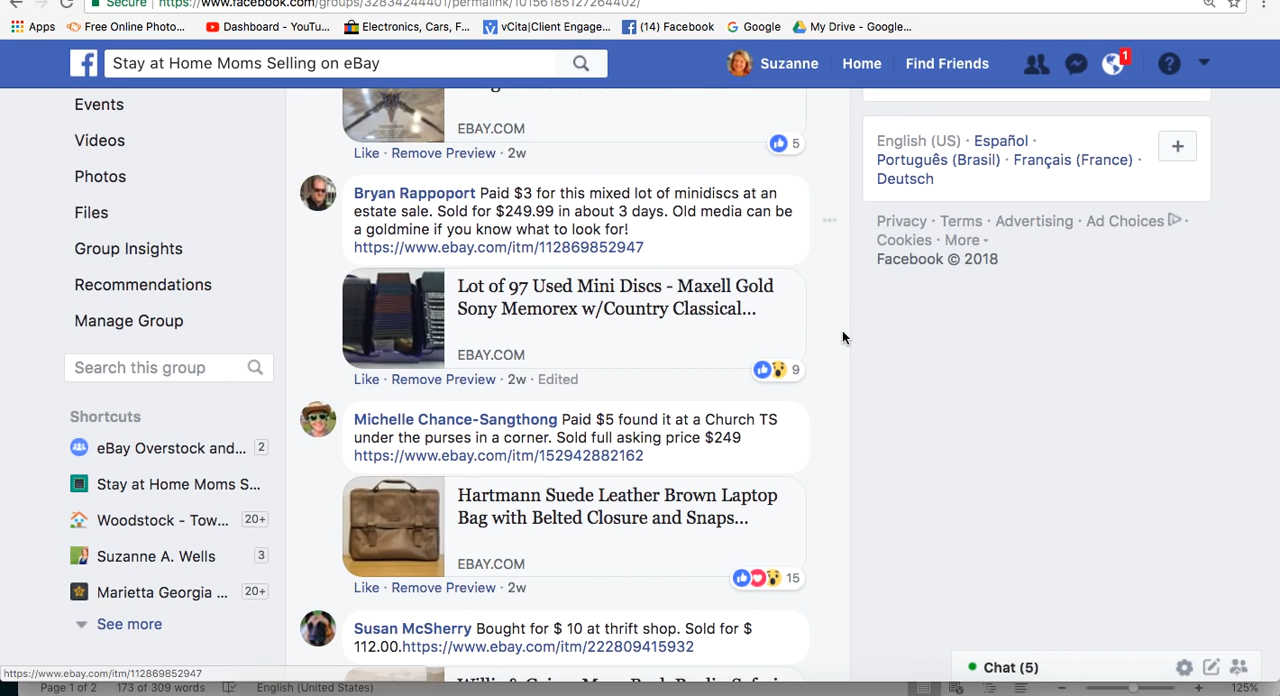 Secure https://www.facebook.com/groups/32834244401/permalink/10156185127264402/
Apps Free Online Photo... Dashboard - YouTu... Electronics, Cars, F... vCita|Client Engage... (14) Facebook Google My Drive - Google...
Stay at Home Moms Selling on eBay
Suzanne Home Find Friends 1
Events
Videos
Photos
Files
Group Insights
Recommendations
Manage Group
Search this group
Shortcuts
eBay Overstock and... 2
Stay at Home Moms S...
Woodstock - Tow... 20+
Suzanne A. Wells 3
Marietta Georgia ... 20+
See more
EBAY.COM
5
Like · Remove Preview · 2w
Bryan Rappoport Paid $3 for this mixed lot of minidiscs at an
estate sale. Sold for $249.99 in about 3 days. Old media can be
a goldmine if you know what to look for!
https://www.ebay.com/itm/112869852947
Lot of 97 Used Mini Discs - Maxell Gold
Sony Memorex w/Country Classical...
EBAY.COM
9
Like · Remove Preview · 2w · Edited
Michelle Chance-Sangthong Paid $5 found it at a Church TS
under the purses in a corner. Sold full asking price $249
https://www.ebay.com/itm/152942882162
Hartmann Suede Leather Brown Laptop
Bag with Belted Closure and Snaps...
EBAY.COM
15
Like · Remove Preview · 2w
Susan McSherry Bought for $ 10 at thrift shop. Sold for $
112.00.https://www.ebay.com/itm/222809415932
English (US) · Español ·
Português (Brasil) · Français (France) ·
Deutsch
Privacy · Terms · Advertising · Ad Choices ·
Cookies · More
Facebook © 2018
Chat (5)
https://www.ebay.com/itm/112869852947
Page 1 of 2 173 of 309 words English (United States) 125%